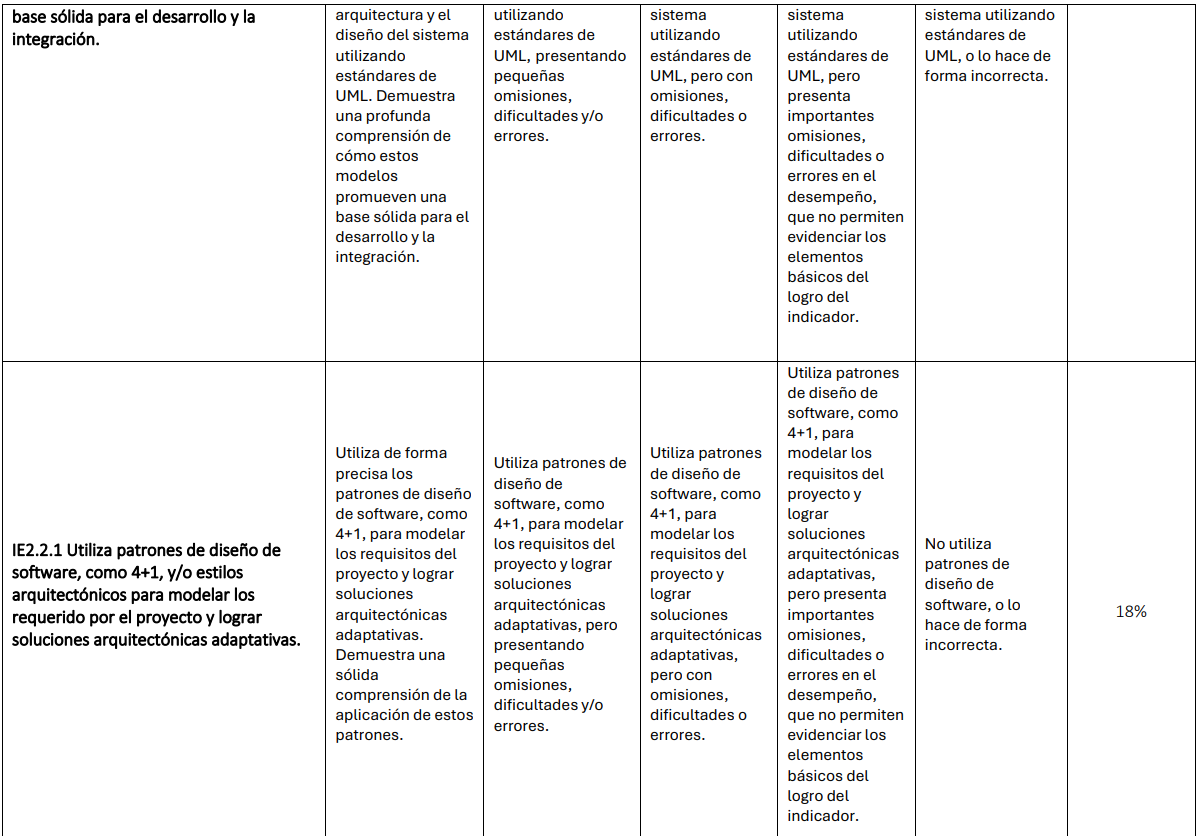 base sólida para el desarrollo y la
integración.
arquitectura y el
diseño del sistema
utilizando
estándares de
UML. Demuestra
una profunda
comprensión de
cómo estos
modelos
promueven una
base sólida para el
desarrollo y la
integración.
utilizando
estándares de
UML, presentando
pequeñas
omisiones,
dificultades y/o
errores.
sistema
utilizando
estándares de
UML, pero con
omisiones,
dificultades o
errores.
sistema
utilizando
estándares de
UML, pero
presenta
importantes
omisiones,
dificultades o
errores en el
desempeño,
que no permiten
evidenciar los
elementos
básicos del
logro del
indicador.
sistema utilizando
estándares de
UML, o lo hace de
forma incorrecta.
IE2.2.1 Utiliza patrones de diseño de
software, como 4+1, y/o estilos
arquitectónicos para modelar los
requerido por el proyecto y lograr
soluciones arquitectónicas adaptativas.
Utiliza de forma
precisa los
patrones de diseño
de software, como
4+1, para modelar
los requisitos del
proyecto y lograr
soluciones
arquitectónicas
adaptativas.
Demuestra una
sólida
comprensión de la
aplicación de estos
patrones.
Utiliza patrones de
diseño de
software, como
4+1, para modelar
los requisitos del
proyecto y lograr
soluciones
arquitectónicas
adaptativas, pero
presentando
pequeñas
omisiones,
dificultades y/o
errores.
Utiliza patrones
de diseño de
software, como
4+1, para
modelar los
requisitos del
proyecto y
lograr
soluciones
arquitectónicas
adaptativas,
pero con
omisiones,
dificultades o
errores.
Utiliza patrones
de diseño de
software, como
4+1, para
modelar los
requisitos del
proyecto y
lograr
soluciones
arquitectónicas
adaptativas,
pero presenta
importantes
omisiones,
dificultades o
errores en el
desempeño,
que no permiten
evidenciar los
elementos
básicos del
logro del
indicador.
No utiliza
patrones de
diseño de
software, o lo
hace de forma
incorrecta.
18%